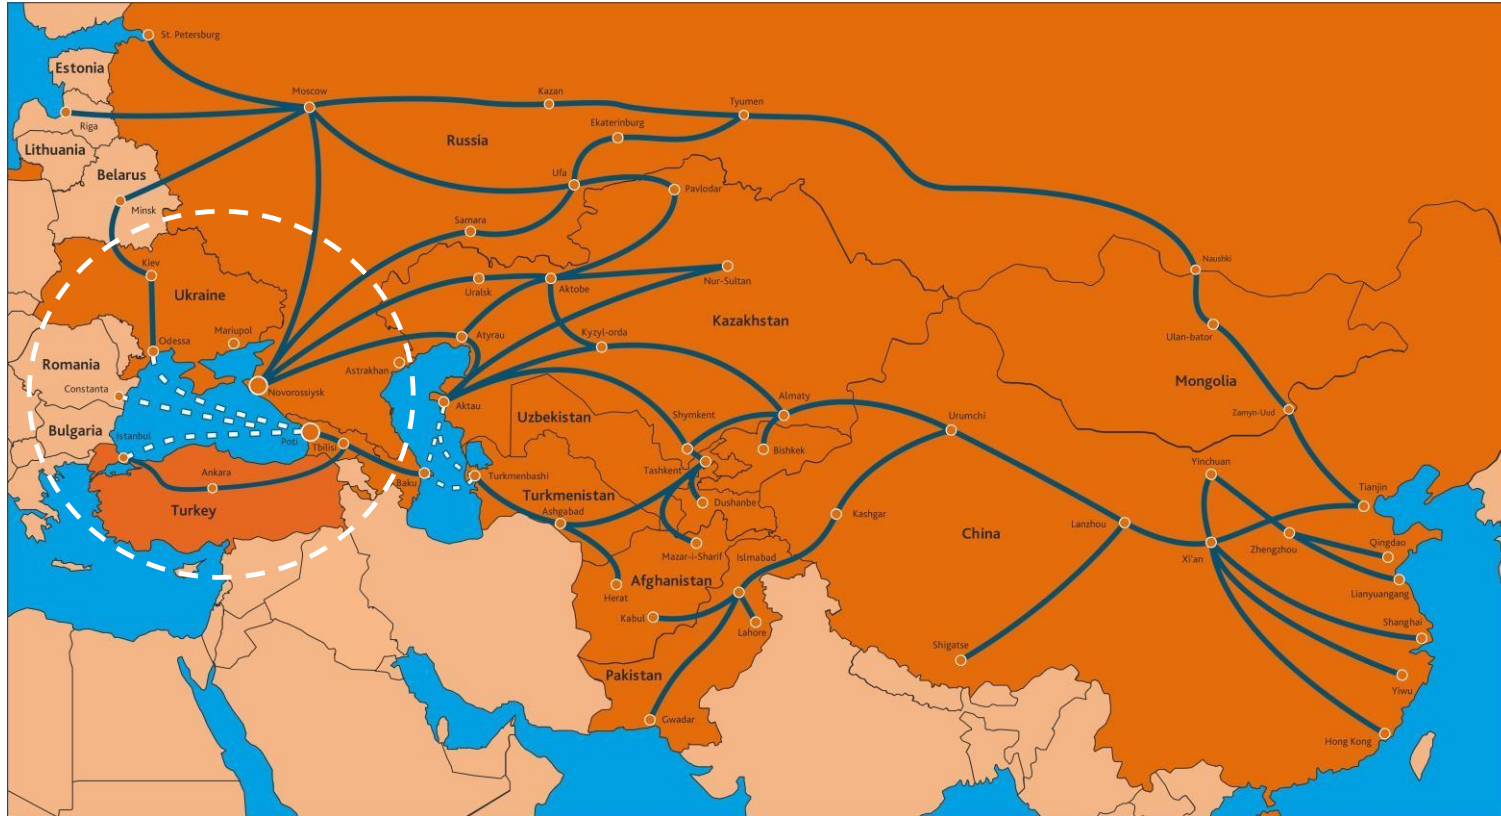 St. Petersburg
Estonia
Moscow
Kazan
Tyumen
Riga
Ekaterinburg
Lithuania
Russia
Belarus
Ufa
Pavlodar
Minsk
Samara
Kiev
Naushki
Ukraine
Uralsk
Aktobe
Nur-Sultan
Mariupol
Atyrau
Kyzyl-orda
Kazakhstan
Odessa
Ulan-bator
Romania
Astrakhan
Mongolia
Constanta
Novorossiysk
Aktau
Almaty
Uzbekistan
Shymkent
Urumchi
Zamyn-Uud
Bulgaria
Istanbul
Poti
Tbilisi
Bishkek
Tashkent
Yinchuan
Ankara
Baku
Turkmenbashi
Tianjin
Turkmenistan
Dushanbe
Turkey
Ashgabad
Kashgar
Lanzhou
China
Zhengzhou
Qingdao
Mazar-i-Sharif
Islmabad
Xi'an
Afghanistan
Herat
Lianyuangang
Kabul
Lahore
Shanghai
Shigatse
Pakistan
Yiwu
Gwadar
Hong Kong